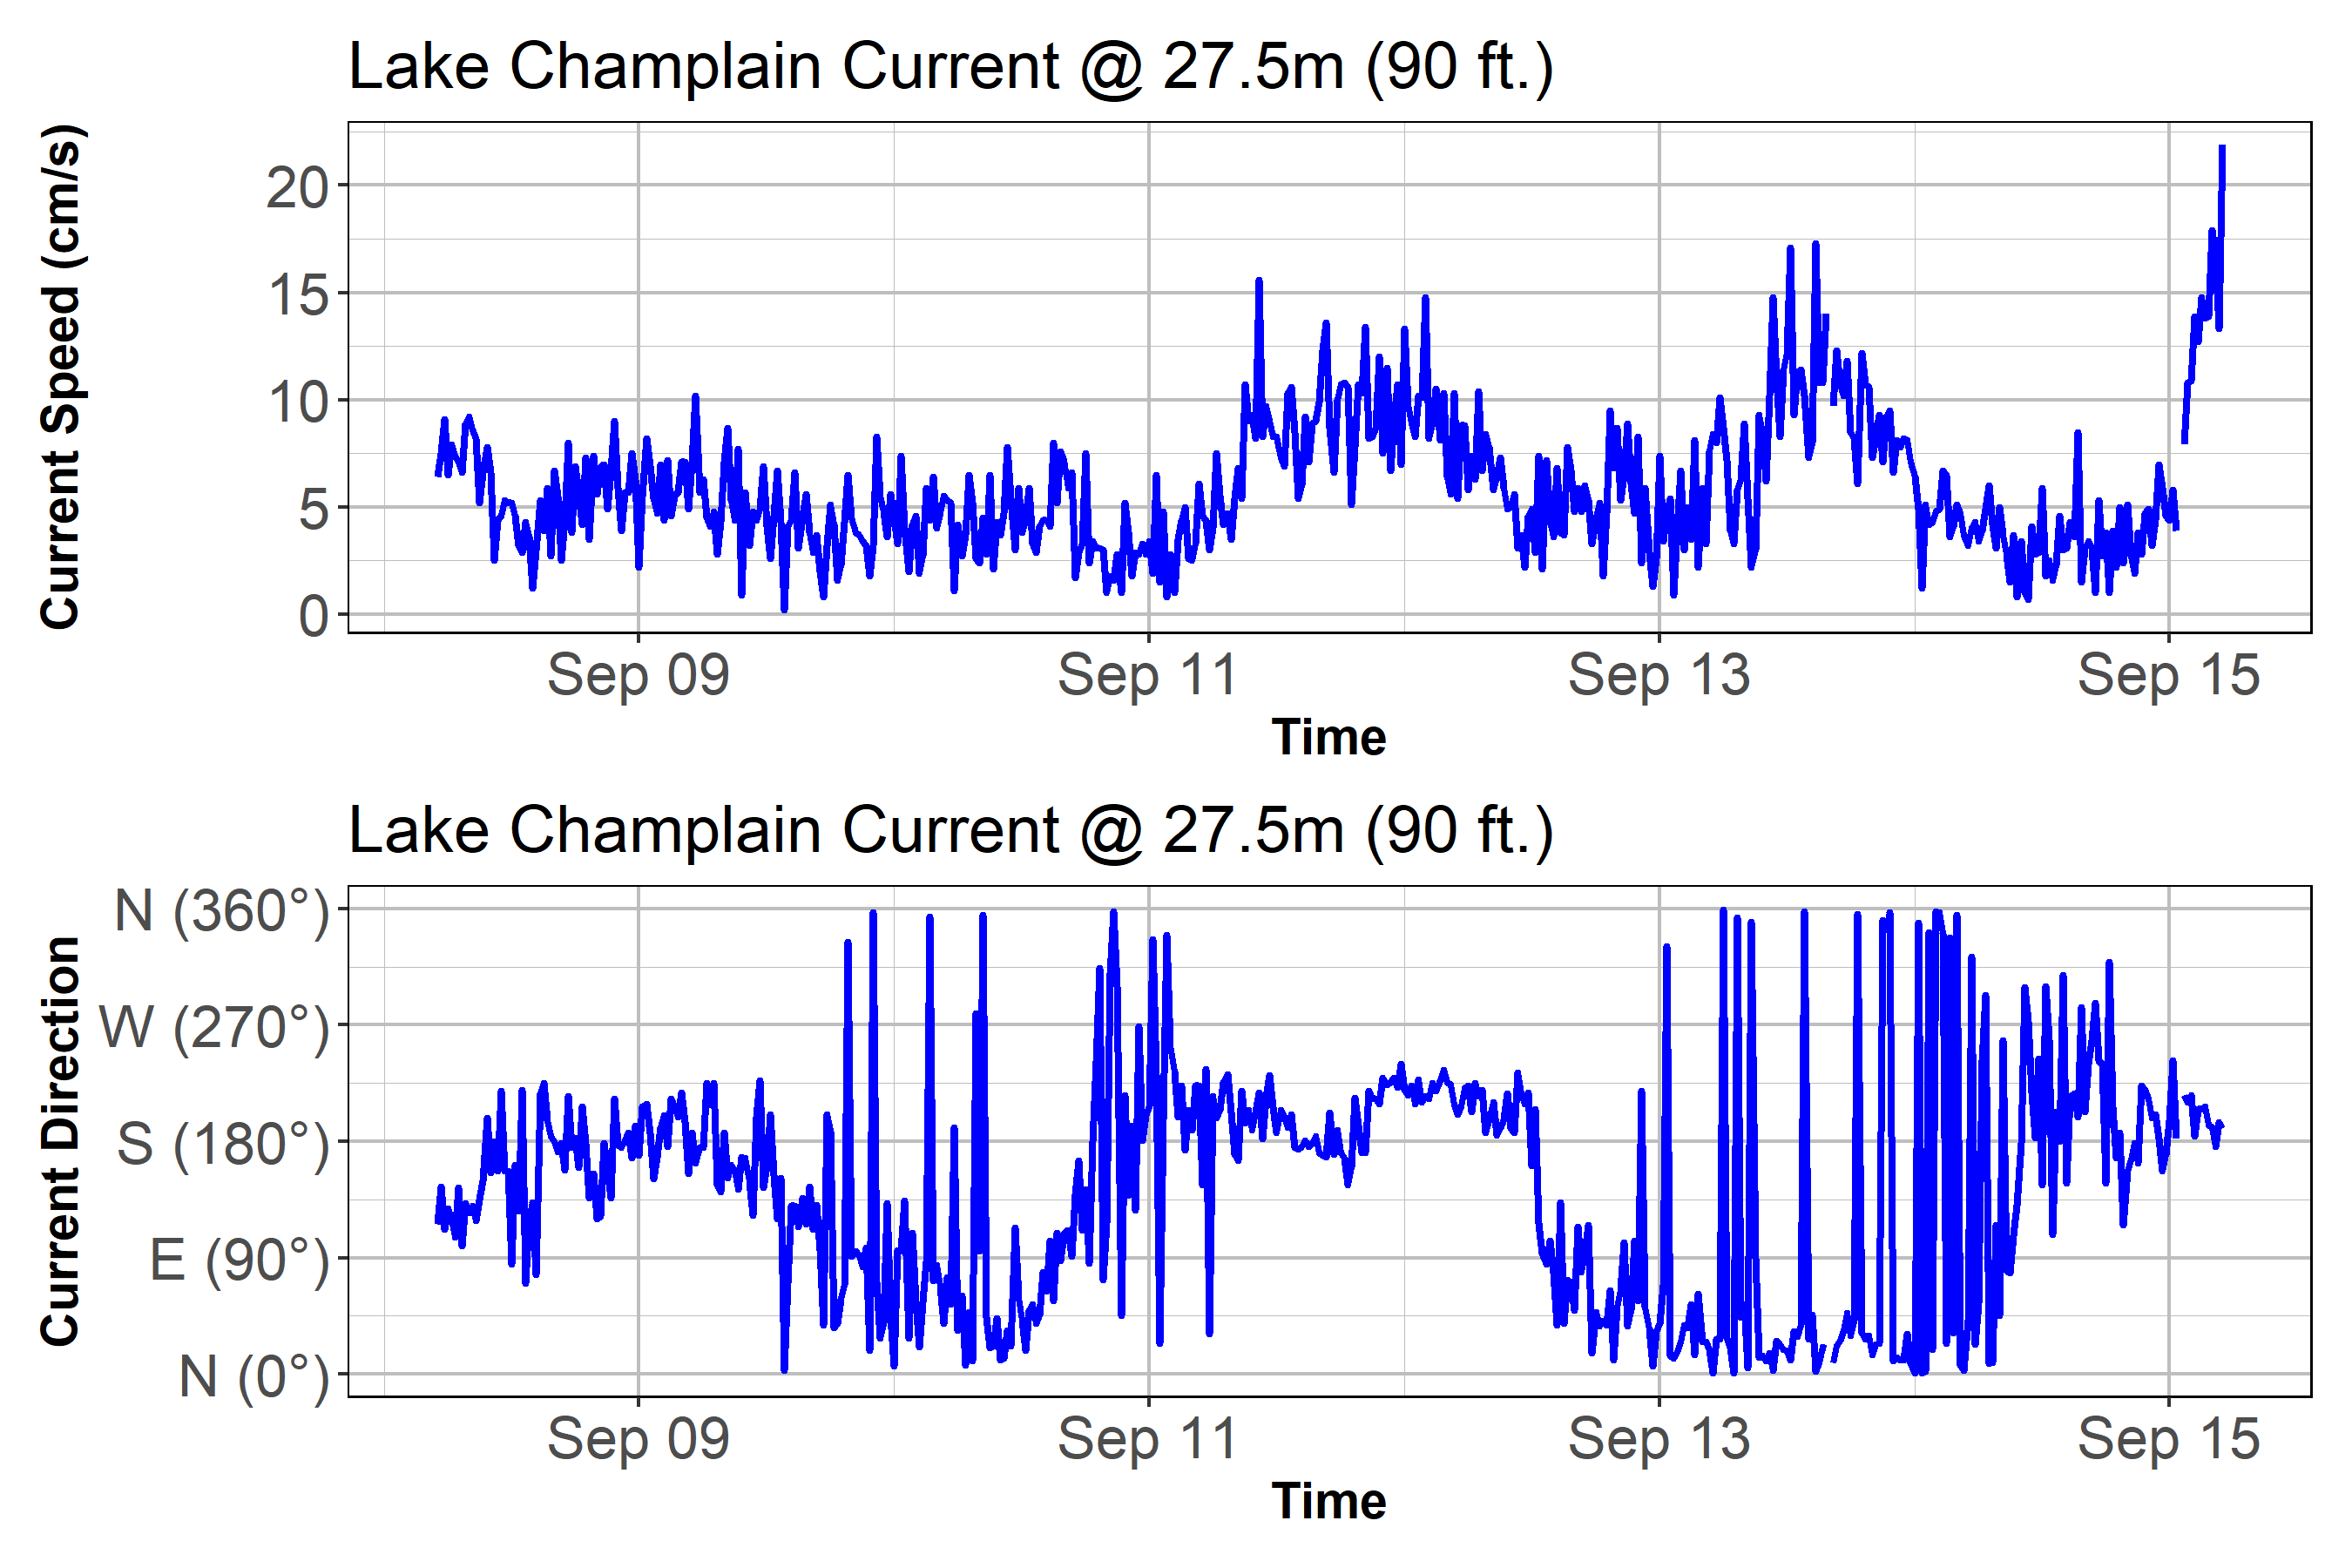 Lake Champlain Current @ 27.5m (90 ft.)
Current Speed (cm/s)
20
15
10
5
0
Sep 09 Sep 11 Sep 13 Sep 15
Time
Lake Champlain Current @ 27.5m (90 ft.)
Current Direction
N (360°)
W (270°)
S (180°)
E (90°)
N (0°)
Sep 09 Sep 11 Sep 13 Sep 15
Time